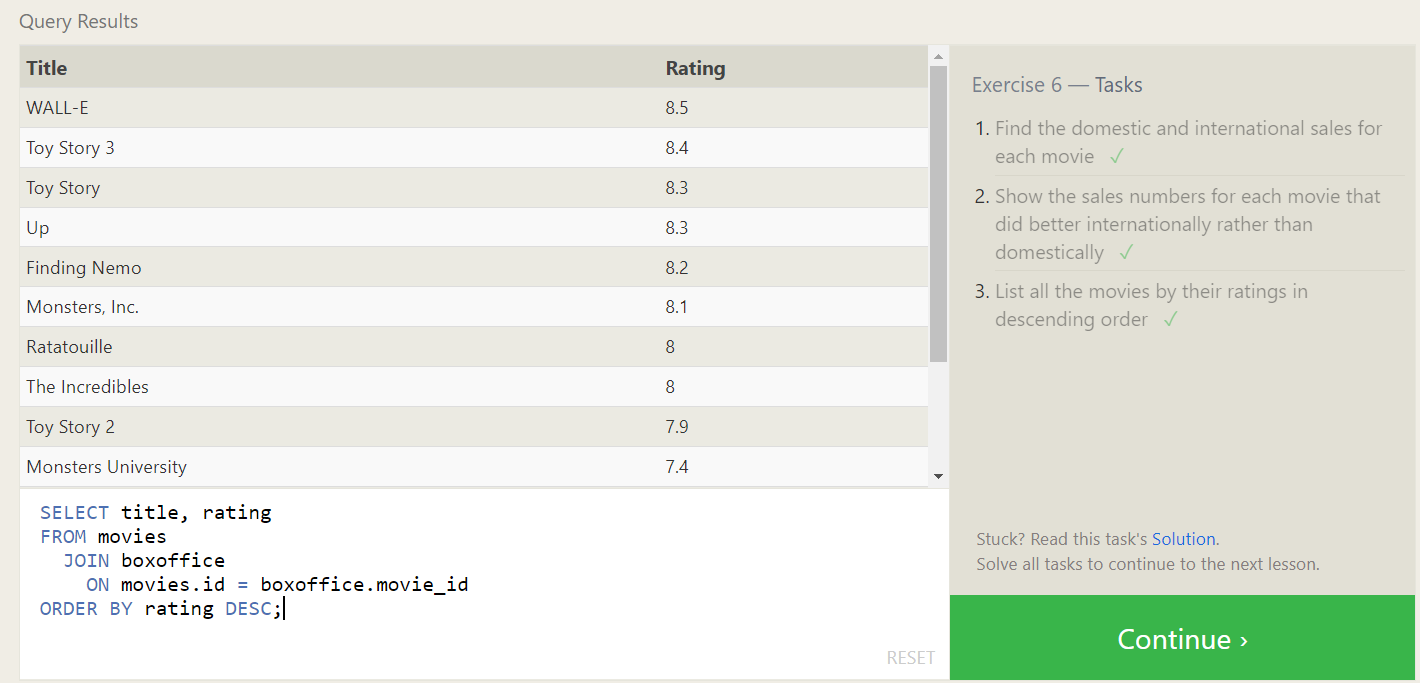 Query Results
Title Rating
WALL-E 8.5
Toy Story 3 8.4
Toy Story 8.3
Up 8.3
Finding Nemo 8.2
Monsters, Inc. 8.1
Ratatouille 8
The Incredibles 8
Toy Story 2 7.9
Monsters University 7.4
SELECT title, rating
FROM movies
  JOIN boxoffice
    ON movies.id = boxoffice.movie_id
ORDER BY rating DESC;
RESET
Exercise 6 — Tasks
1. Find the domestic and international sales for
each movie ✓
2. Show the sales numbers for each movie that
did better internationally rather than
domestically ✓
3. List all the movies by their ratings in
descending order ✓
Stuck? Read this task's Solution.
Solve all tasks to continue to the next lesson.
Continue ›